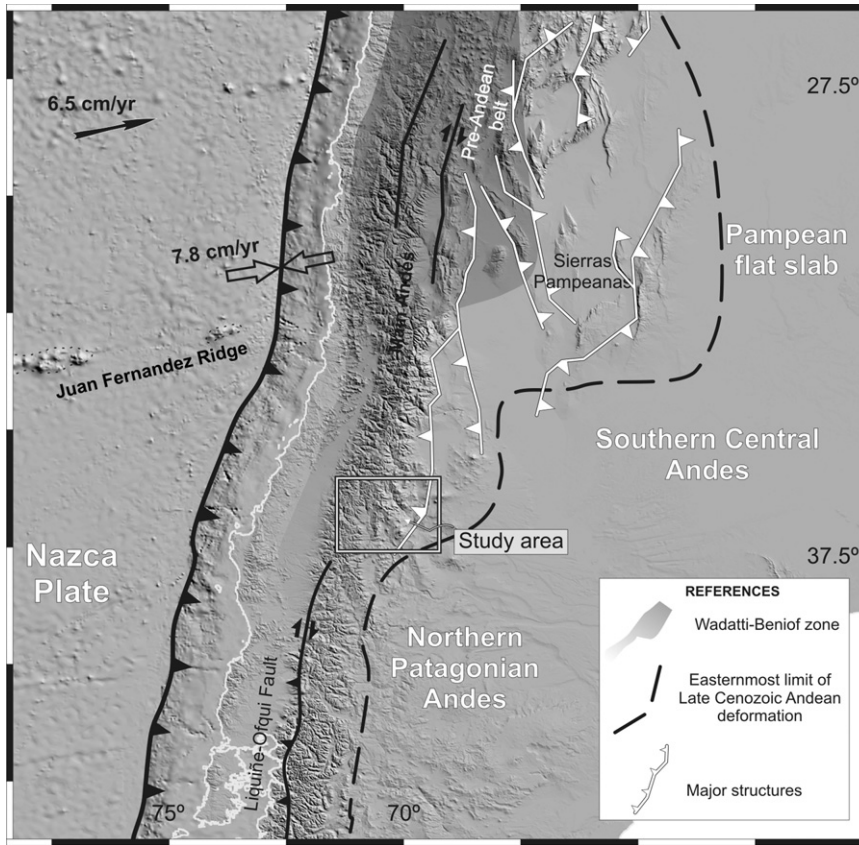 27.5º
6.5 cm/yr
Pre-Andean
belt
7.8 cm/yr
Main Andes
Sierras
Pampeanas
Pampean
flat slab
Juan Fernandez Ridge
Southern Central
Andes
Study area
37.5º
Nazca
Plate
Northern
Patagonian
Andes
Liquiñe-Ofqui Fault
75º
70º
REFERENCES
Wadatti-Beniof zone
Easternmost limit of
Late Cenozoic Andean
deformation
Major structures